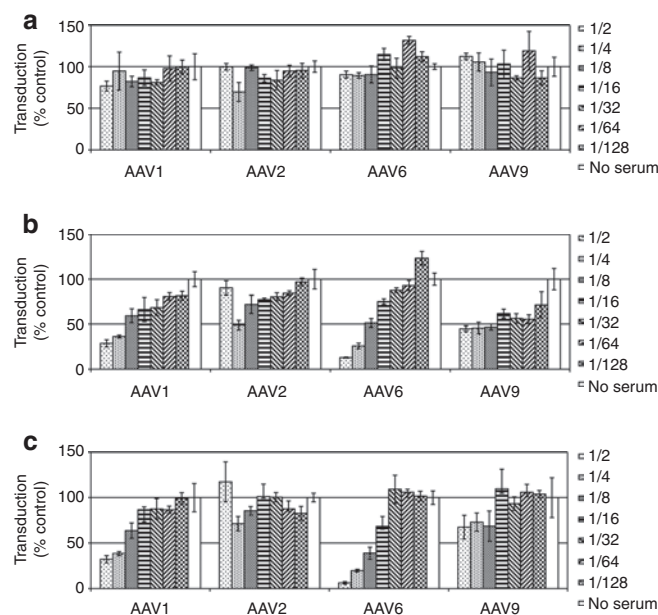 a
Transduction
(% control)
150
100
50
0
AAV1 AAV2 AAV6 AAV9
1/2
1/4
1/8
1/16
1/32
1/64
1/128
No serum
b
Transduction
(% control)
150
100
50
0
AAV1 AAV2 AAV6 AAV9
1/2
1/4
1/8
1/16
1/32
1/64
1/128
No serum
c
Transduction
(% control)
150
100
50
0
AAV1 AAV2 AAV6 AAV9
1/2
1/4
1/8
1/16
1/32
1/64
1/128
No serum